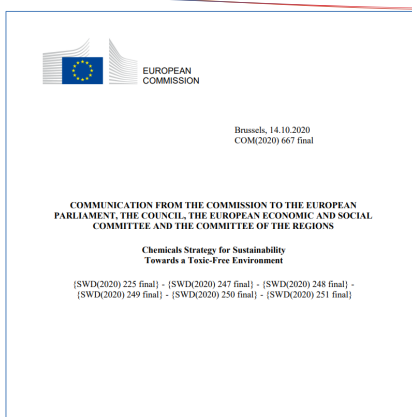 EUROPEAN
COMMISSION
Brussels, 14.10.2020
COM(2020) 667 final
COMMUNICATION FROM THE COMMISSION TO THE EUROPEAN
PARLIAMENT, THE COUNCIL, THE EUROPEAN ECONOMIC AND SOCIAL
COMMITTEE AND THE COMMITTEE OF THE REGIONS
Chemicals Strategy for Sustainability
Towards a Toxic-Free Environment
{SWD(2020) 225 final} - {SWD(2020) 247 final} - {SWD(2020) 248 final} -
{SWD(2020) 249 final} - {SWD(2020) 250 final} - {SWD(2020) 251 final}